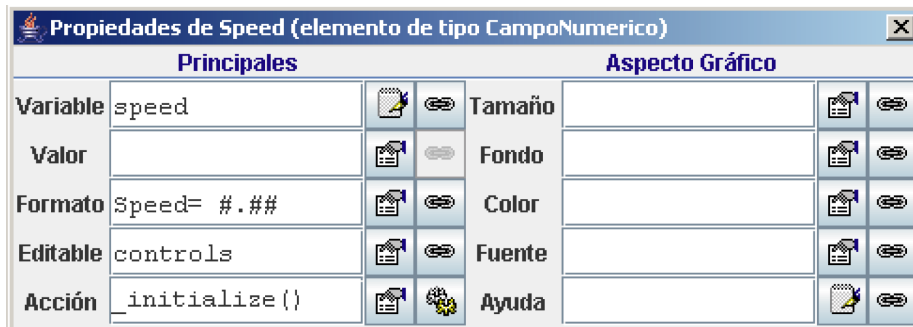 Propiedades de Speed (elemento de tipo CampoNumerico)
Principales Aspecto Gráfico
Variable speed Tamaño
Valor Fondo
Formato Speed= #.## Color
Editable controls Fuente
Acción _initialize() Ayuda